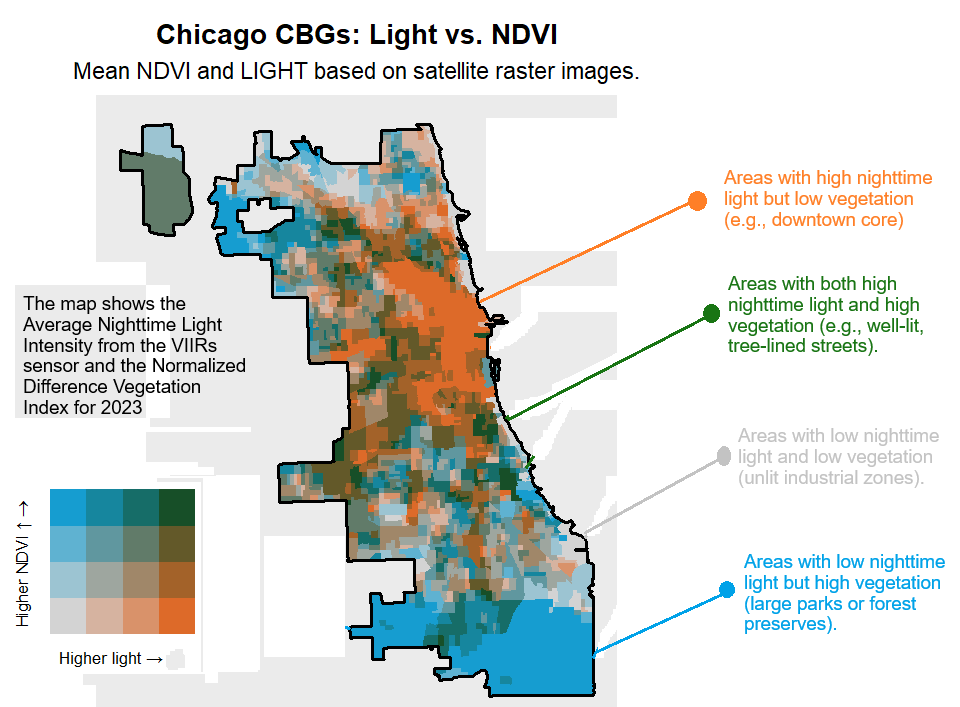 Chicago CBGs: Light vs. NDVI
Mean NDVI and LIGHT based on satellite raster images.
Areas with high nighttime
light but low vegetation
(e.g., downtown core)
Areas with both high
nighttime light and high
vegetation (e.g., well-lit,
tree-lined streets).
The map shows the
Average Nighttime Light
Intensity from the VIIRs
sensor and the Normalized
Difference Vegetation
Index for 2023
Areas with low nighttime
light and low vegetation
(unlit industrial zones).
Higher NDVI ↑ →
Areas with low nighttime
light but high vegetation
(large parks or forest
preserves).
Higher light →